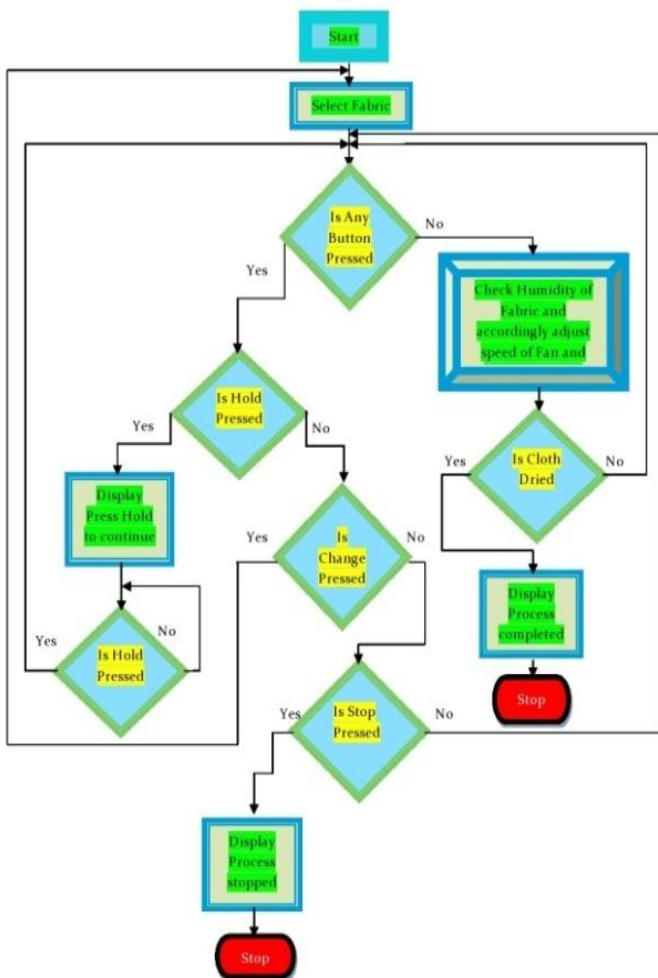 Start
Select Fabric
Is Any
Button
Pressed
No
Yes
Check Humidity of
Fabric and
accordingly adjust
speed of Fan and
Is Hold
Pressed
Yes
No
Is Cloth
Dried
Yes
No
Display
Press Hold
to continue
Is
Change
Pressed
Yes
No
Display
Process
completed
Is Hold
Pressed
Yes
No
Stop
Is Stop
Pressed
Yes
No
Display
Process
stopped
Stop